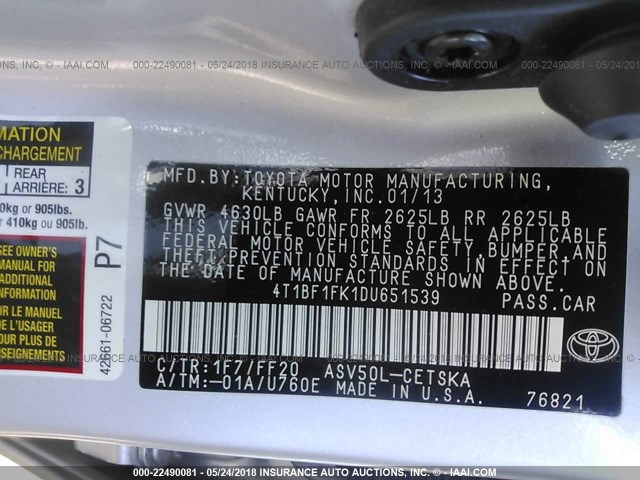 000-22490081 - 05/24/2018 INSURANCE AUTO AUCTIONS, INC. © - IAAI.COM
MATION
CHARGEMENT
REAR
ARRIÈRE: 3
0kg or 905lbs.
410kg ou 905lb.
SEE OWNER'S
MANUAL FOR
ADDITIONAL
INFORMATION
LE MANUEL
DE L'USAGER
POUR PLUS DE
RENSEIGNEMENTS
P7
42661-06722
MFD.BY:TOYOTA MOTOR MANUFACTURING,
KENTUCKY,INC.01/13
GVWR 4630LB GAWR FR 2625LB RR 2625LB
THIS VEHICLE CONFORMS TO ALL APPLICABLE
FEDERAL MOTOR VEHICLE SAFETY,BUMPER,AND
THEFT PREVENTION STANDARDS IN EFFECT ON
THE DATE OF MANUFACTURE SHOWN ABOVE.
4T1BF1FK1DU651539 PASS.CAR
C/TR:1F7/FF20 ASV50L-CETSKA
A/TM:-01A/U760E MADE IN U.S.A. 76821
TOYOTA
000-22490081 - 05/24/2018 INSURANCE AUTO AUCTIONS, INC. © - IAAI.COM